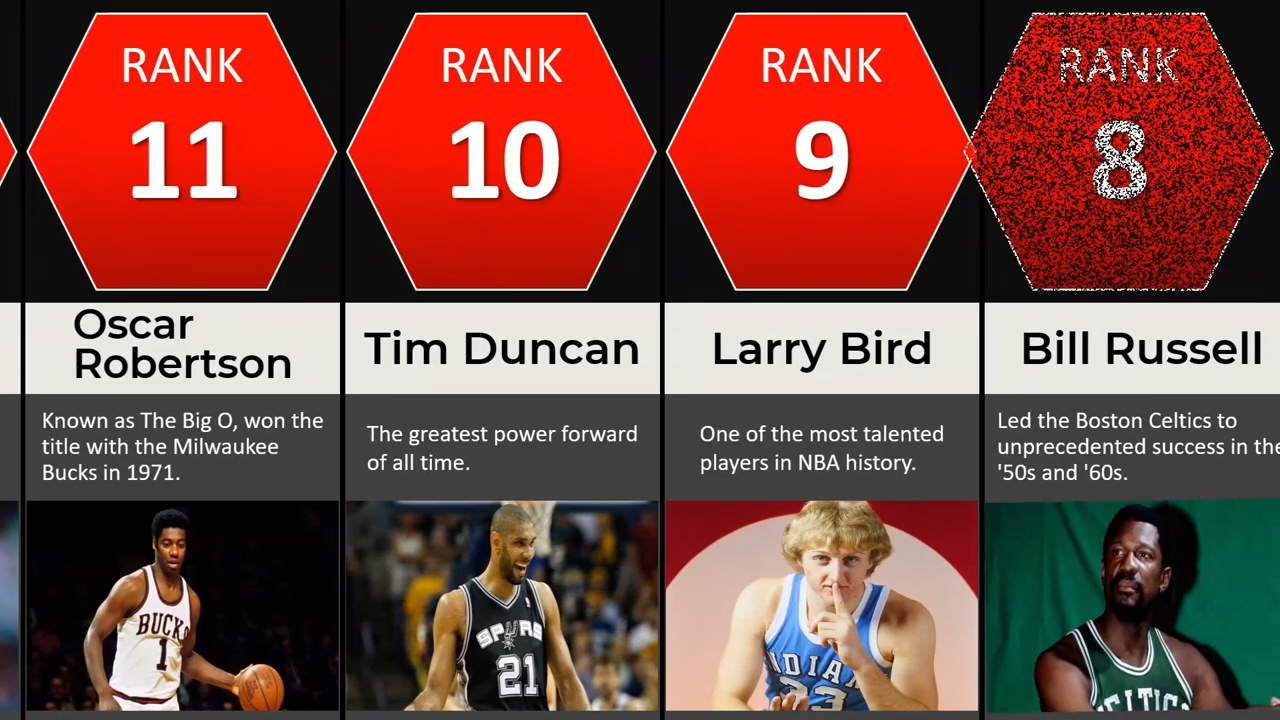 RANK
11
Oscar
Robertson
Known as The Big O, won the
title with the Milwaukee
Bucks in 1971.
BUCKS
1
RANK
10
Tim Duncan
The greatest power forward
of all time.
SPURS
21
RANK
9
Larry Bird
One of the most talented
players in NBA history.
INDIANA
33
RANK
8
Bill Russell
Led the Boston Celtics to
unprecedented success in the
'50s and '60s.
CELTICS